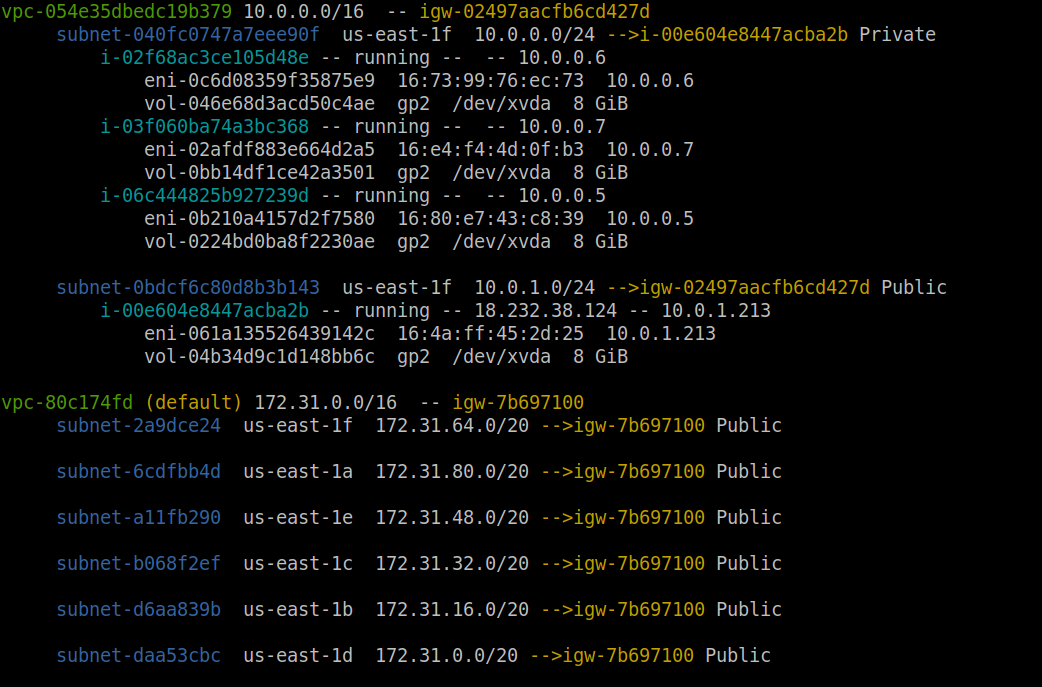 vpc-054e35dbedc19b379 10.0.0.0/16  -- igw-02497aacfb6cd427d
     subnet-040fc0747a7eee90f  us-east-1f  10.0.0.0/24 -->i-00e604e8447acba2b Private
         i-02f68ac3ce105d48e -- running --  -- 10.0.0.6
             eni-0c6d08359f35875e9  16:73:99:76:ec:73  10.0.0.6
             vol-046e68d3acd50c4ae  gp2  /dev/xvda  8 GiB
         i-03f060ba74a3bc368 -- running --  -- 10.0.0.7
             eni-02afdf883e664d2a5  16:e4:f4:4d:0f:b3  10.0.0.7
             vol-0bb14df1ce42a3501  gp2  /dev/xvda  8 GiB
         i-06c444825b927239d -- running --  -- 10.0.0.5
             eni-0b210a4157d2f7580  16:80:e7:43:c8:39  10.0.0.5
             vol-0224bd0ba8f2230ae  gp2  /dev/xvda  8 GiB
     subnet-0bdcf6c80d8b3b143  us-east-1f  10.0.1.0/24 -->igw-02497aacfb6cd427d Public
         i-00e604e8447acba2b -- running -- 18.232.38.124 -- 10.0.1.213
             eni-061a135526439142c  16:4a:ff:45:2d:25  10.0.1.213
             vol-04b34d9c1d148bb6c  gp2  /dev/xvda  8 GiB
vpc-80c174fd (default) 172.31.0.0/16  -- igw-7b697100
     subnet-2a9dce24  us-east-1f  172.31.64.0/20 -->igw-7b697100 Public
     subnet-6cdfbb4d  us-east-1a  172.31.80.0/20 -->igw-7b697100 Public
     subnet-a11fb290  us-east-1e  172.31.48.0/20 -->igw-7b697100 Public
     subnet-b068f2ef  us-east-1c  172.31.32.0/20 -->igw-7b697100 Public
     subnet-d6aa839b  us-east-1b  172.31.16.0/20 -->igw-7b697100 Public
     subnet-daa53cbc  us-east-1d  172.31.0.0/20 -->igw-7b697100 Public